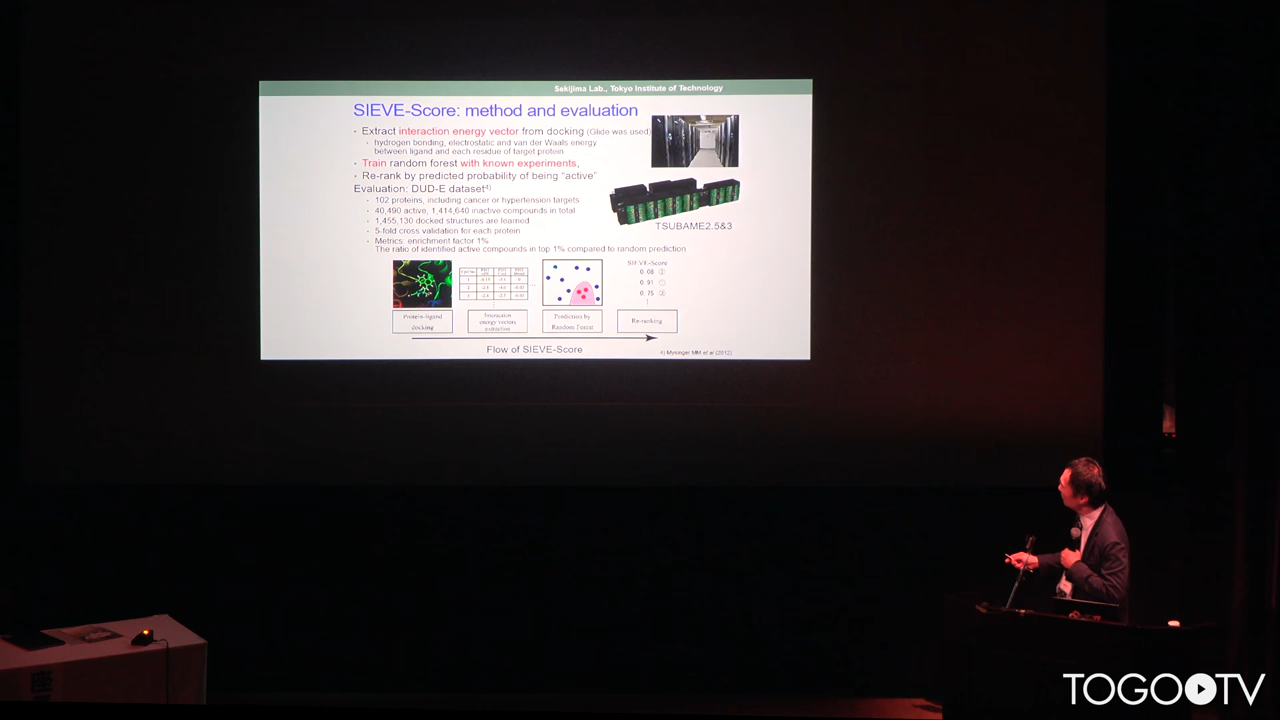 Sekijima Lab., Tokyo Institute of Technology
SIEVE-Score: method and evaluation
Extract interaction energy vector from docking (Glide was used)
hydrogen bonding, electrostatic and van der Waals energy
between ligand and each residue of target protein
Train random forest with known experiments,
Re-rank by predicted probability of being "active"
Evaluation: DUD-E dataset4)
102 proteins, including cancer or hypertension targets
40,490 active, 1,414,640 inactive compounds in total
1,455,130 docked structures are learned
5-fold cross validation for each protein
Metrics: enrichment factor 1%
The ratio of identified active compounds in top 1% compared to random prediction
TSUBAME2.5&3
SIEVE-Score
0.08 ③
0.91 ①
0.75 ②
Protein-ligand
docking
Interaction
energy vectors
extraction
Prediction by
Random Forest
Re-ranking
Flow of SIEVE-Score
4) Mysinger MM et al (2012)
TOGOTV